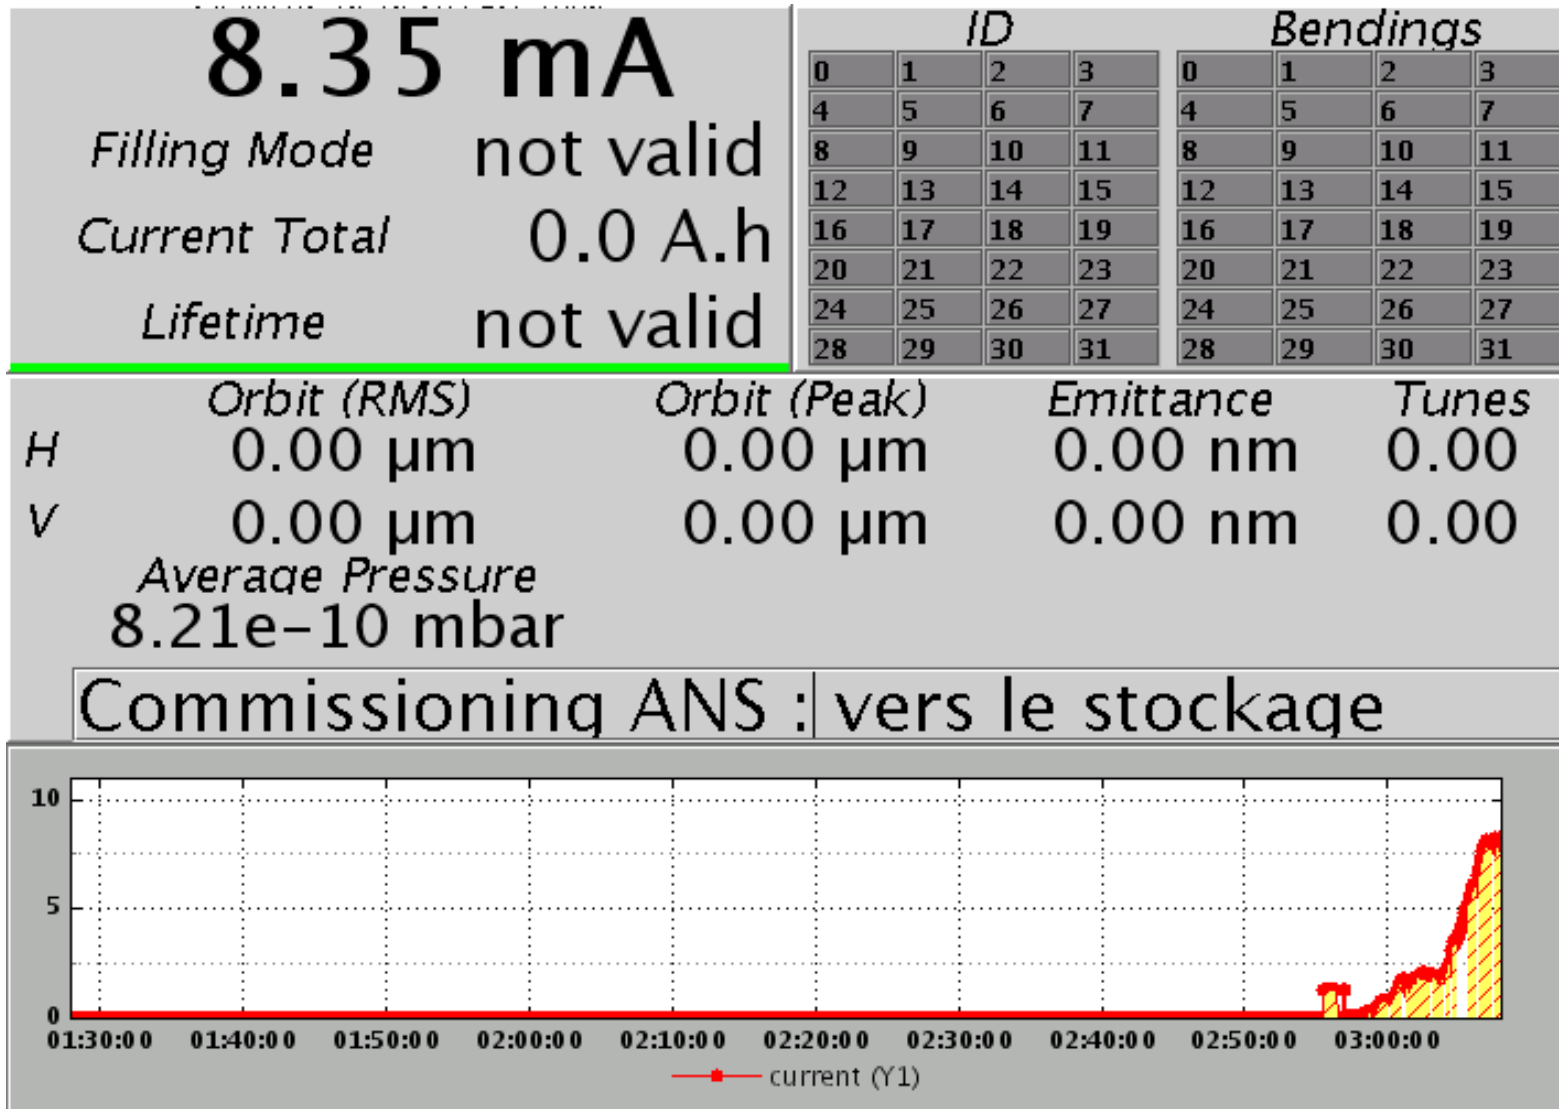 8.35 mA
Filling Mode not valid
Current Total 0.0 A.h
Lifetime not valid
ID
0 1 2 3
4 5 6 7
8 9 10 11
12 13 14 15
16 17 18 19
20 21 22 23
24 25 26 27
28 29 30 31
Bendings
0 1 2 3
4 5 6 7
8 9 10 11
12 13 14 15
16 17 18 19
20 21 22 23
24 25 26 27
28 29 30 31
Orbit (RMS) Orbit (Peak) Emittance Tunes
H 0.00 µm 0.00 µm 0.00 nm 0.00
V 0.00 µm 0.00 µm 0.00 nm 0.00
Average Pressure
8.21e-10 mbar
Commissioning ANS : vers le stockage
10
5
0
01:30:00 01:40:00 01:50:00 02:00:00 02:10:00 02:20:00 02:30:00 02:40:00 02:50:00 03:00:00
current (Y1)